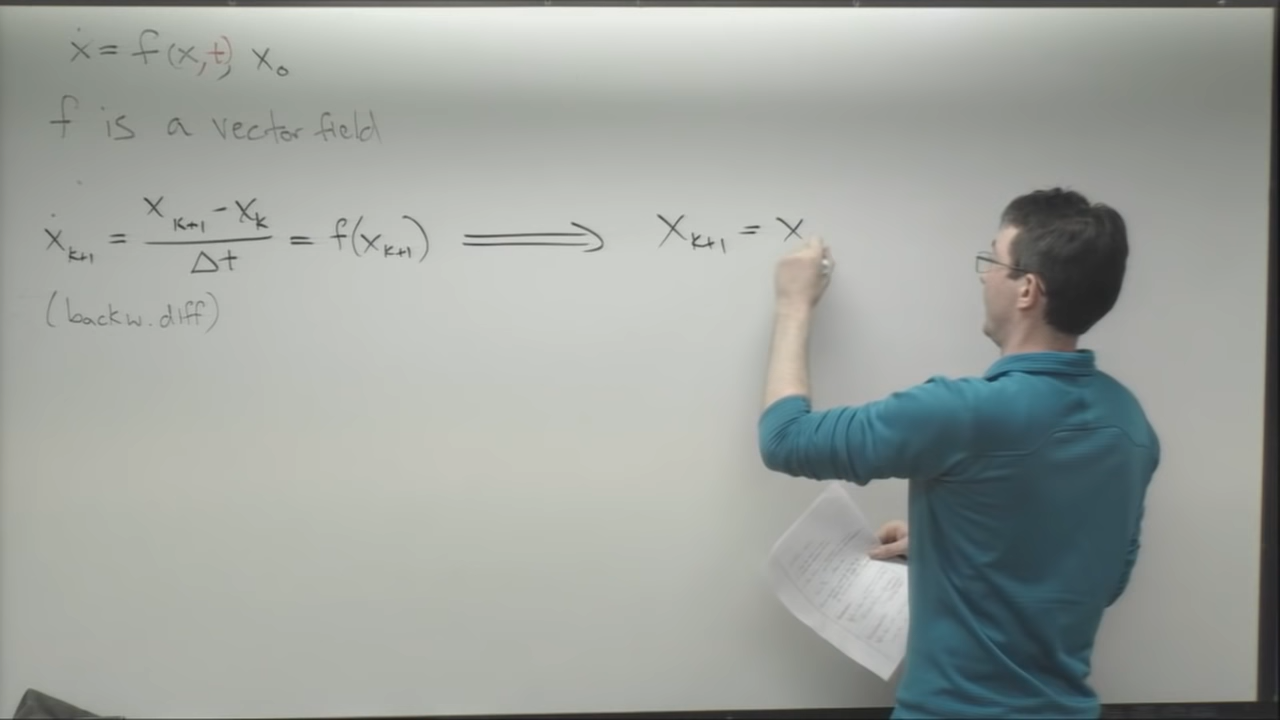 ẋ = f(x,t), x₀
f is a vector field
ẋₖ₊₁ = (xₖ₊₁ - xₖ)/Δt = f(xₖ₊₁) ⟹ xₖ₊₁ = x
(backw. diff)